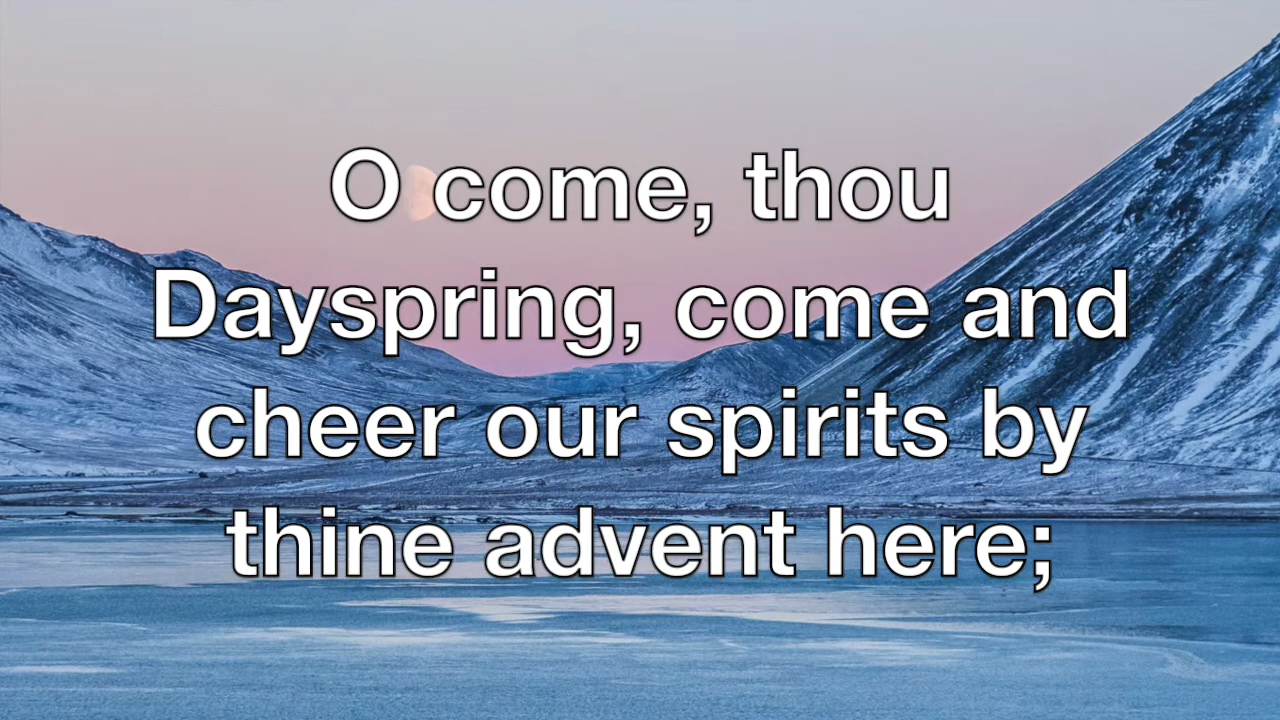 O come, thou
Dayspring, come and
cheer our spirits by
thine advent here;